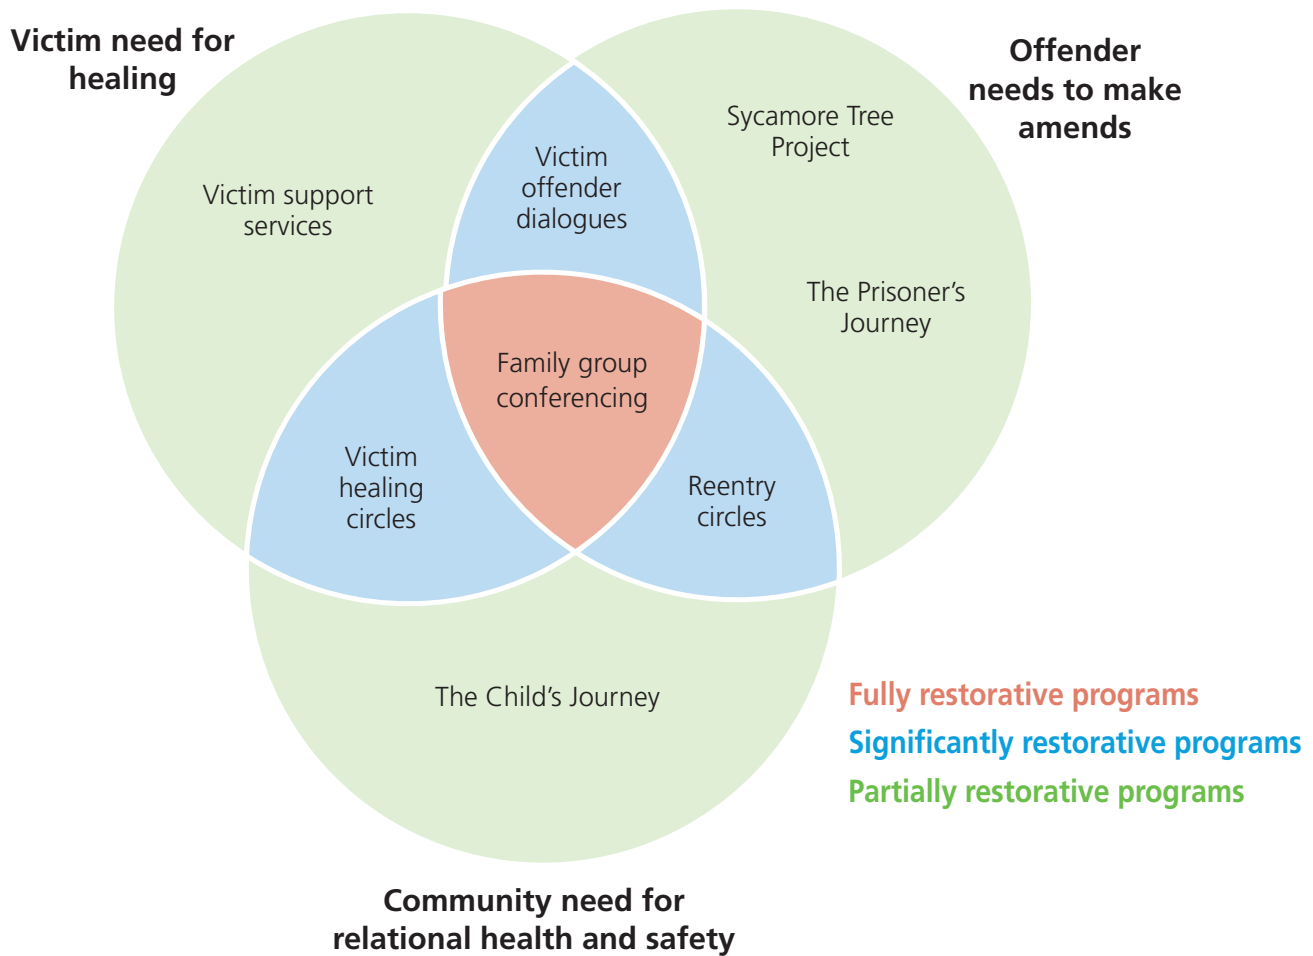 Victim need for
healing
Offender
needs to make
amends
Sycamore Tree
Project
Victim
offender
dialogues
Victim support
services
The Prisoner’s
Journey
Family group
conferencing
Victim
healing
circles
Reentry
circles
The Child’s Journey
Fully restorative programs
Significantly restorative programs
Partially restorative programs
Community need for
relational health and safety